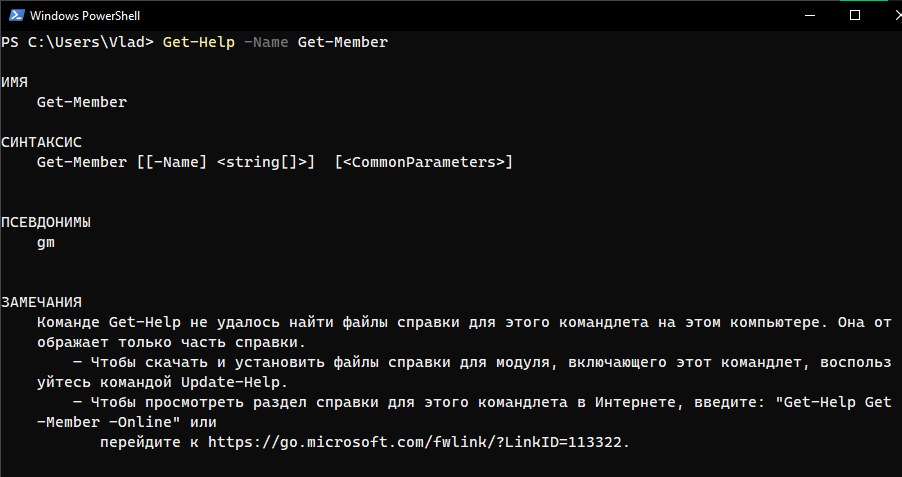 Windows PowerShell
PS C:\Users\Vlad> Get-Help -Name Get-Member
ИМЯ
Get-Member
СИНТАКСИС
Get-Member [[-Name] <string[]>]  [<CommonParameters>]
ПСЕВДОНИМЫ
gm
ЗАМЕЧАНИЯ
Команде Get-Help не удалось найти файлы справки для этого командлета на этом компьютере. Она от
ображает только часть справки.
- Чтобы скачать и установить файлы справки для модуля, включающего этот командлет, воспольз
уйтесь командой Update-Help.
- Чтобы просмотреть раздел справки для этого командлета в Интернете, введите: "Get-Help Get
-Member -Online" или
перейдите к https://go.microsoft.com/fwlink/?LinkID=113322.